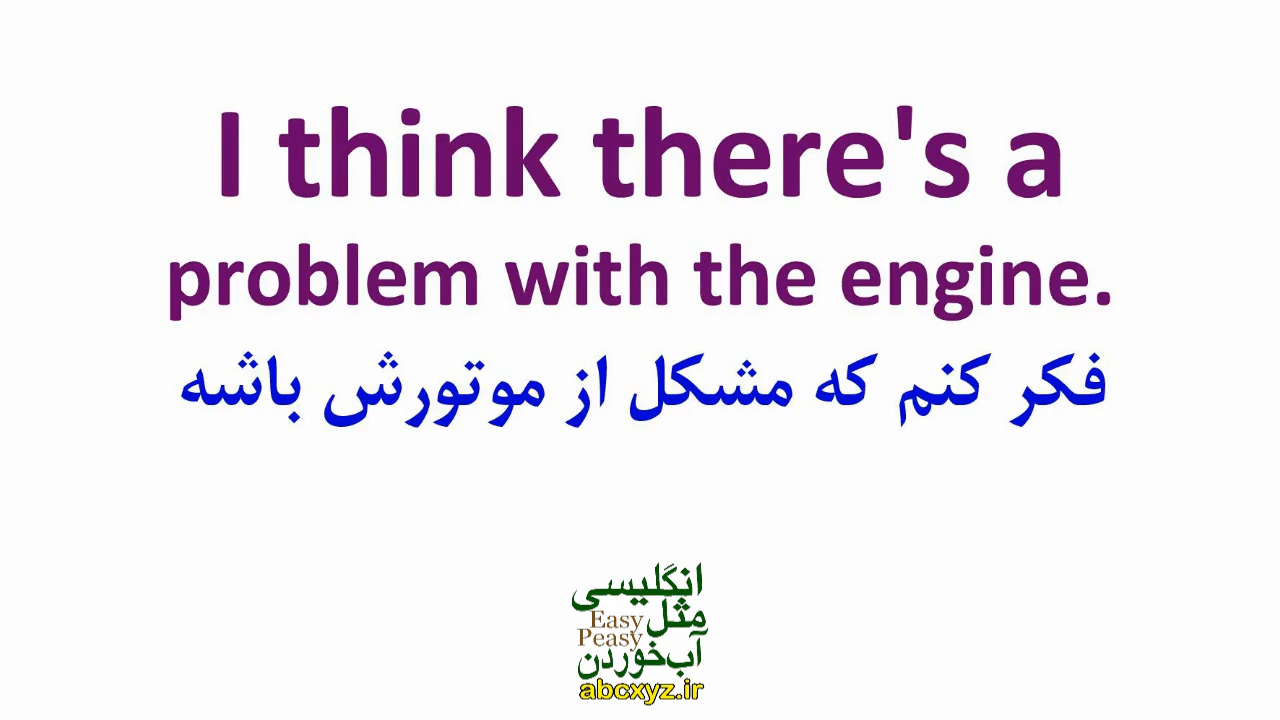 I think there's a
problem with the engine.
فکر کنم که مشکل از موتورش باشه
انگلیسی
مثل
Easy
Peasy
آب‌خوردن
abcxyz.ir